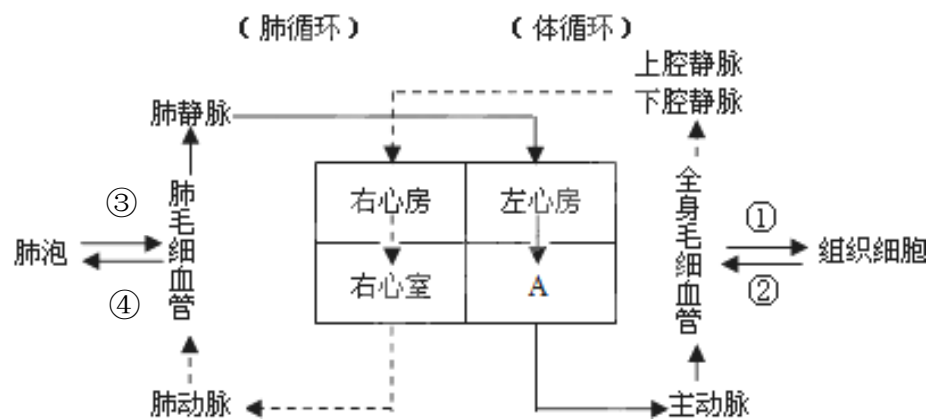 （肺循环）
（体循环）
上腔静脉
下腔静脉
肺静脉
肺毛细血管
右心房
左心房
全身毛细血管
③
①
肺泡
组织细胞
④
右心室
A
②
肺动脉
主动脉